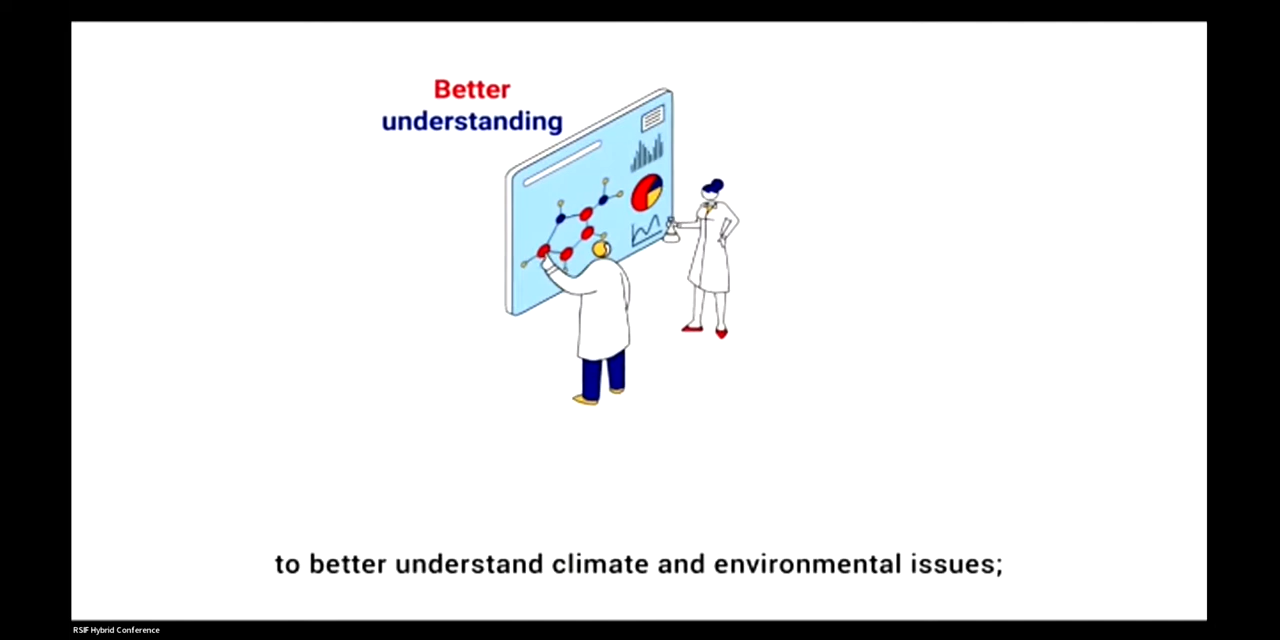 Better
understanding
to better understand climate and environmental issues;
RSIF Hybrid Conference